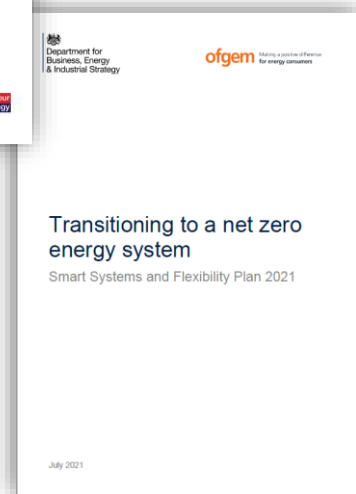 Department for
Business, Energy
& Industrial Strategy
ofgem
Making a positive difference
for energy consumers
Transitioning to a net zero
energy system
Smart Systems and Flexibility Plan 2021
July 2021